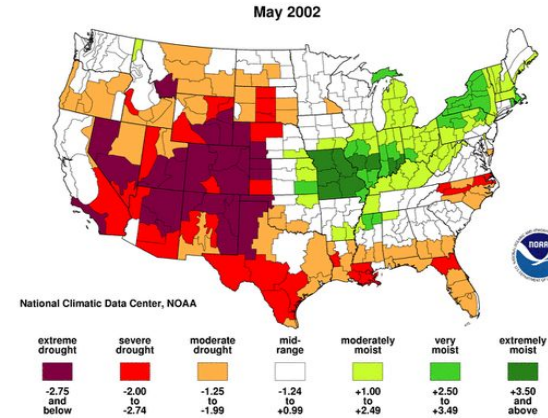 May 2002
NOAA
National Climatic Data Center, NOAA
extreme drought
severe drought
moderate drought
mid-range
moderately moist
very moist
extremely moist
-2.75 and below
-2.00 to -2.74
-1.25 to -1.99
-1.24 to +0.99
+1.00 to +2.49
+2.50 to +3.49
+3.50 and above